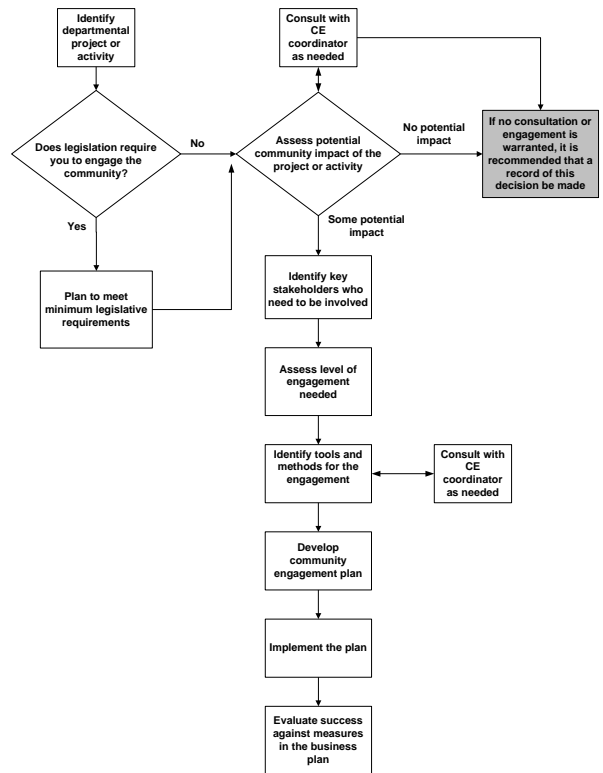 Identify
departmental
project or
activity
Consult with
CE
coordinator
as needed
Does legislation require
you to engage the
community?
No
Assess potential
community impact of the
project or activity
No potential
impact
If no consultation or
engagement is
warranted, it is
recommended that a
record of this
decision be made
Yes
Some potential
impact
Plan to meet
minimum legislative
requirements
Identify key
stakeholders who
need to be involved
Assess level of
engagement
needed
Identify tools and
methods for the
engagement
Consult with
CE
coordinator
as needed
Develop
community
engagement plan
Implement the plan
Evaluate success
against measures
in the business
plan